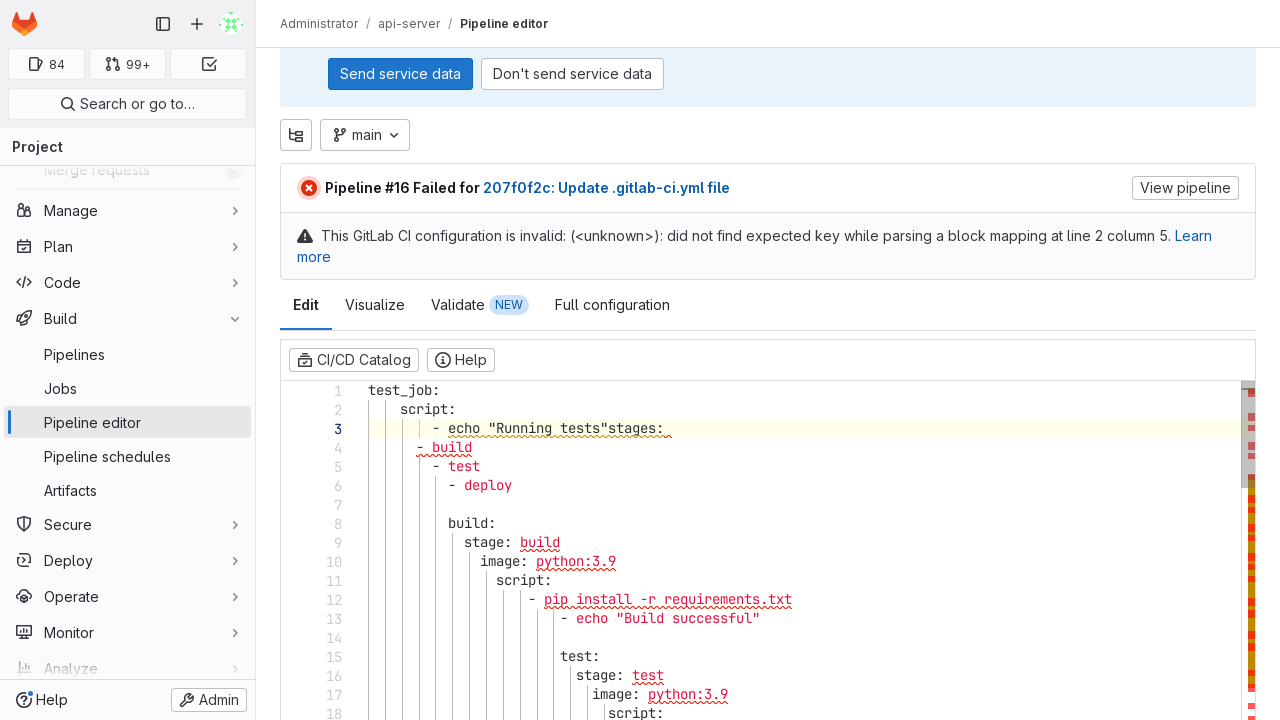 Administrator / api-server / Pipeline editor
84
99+
Search or go to…
Project
Merge requests
Manage
Plan
Code
Build
Pipelines
Jobs
Pipeline editor
Pipeline schedules
Artifacts
Secure
Deploy
Operate
Monitor
Analyze
Help
Admin
Send service data
Don't send service data
main
Pipeline #16 Failed for 207f0f2c: Update .gitlab-ci.yml file
View pipeline
This GitLab CI configuration is invalid: (<unknown>): did not find expected key while parsing a block mapping at line 2 column 5. Learn
more
Edit
Visualize
Validate NEW
Full configuration
CI/CD Catalog
Help
1 test_job:
2 script:
3 - echo "Running tests"stages:
4 - build
5 - test
6 - deploy
7
8 build:
9 stage: build
10 image: python:3.9
11 script:
12 - pip install -r requirements.txt
13 - echo "Build successful"
14
15 test:
16 stage: test
17 image: python:3.9
18 script: